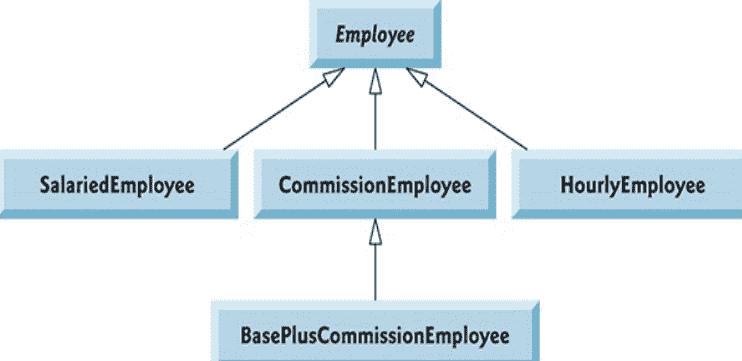 Employee
SalariedEmployee
CommissionEmployee
HourlyEmployee
BasePlusCommissionEmployee